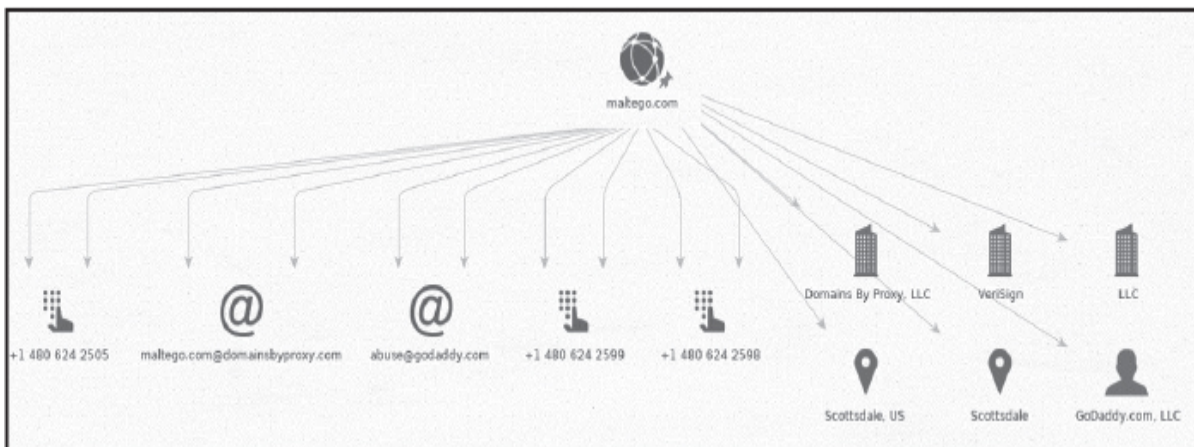 maltego.com
Domains By Proxy, LLC
VeriSign
LLC
+1 480 624 2505
maltego.com@domainsbyproxy.com
abuse@godaddy.com
+1 480 624 2599
+1 480 624 2598
Scottsdale, US
Scottsdale
GoDaddy.com, LLC